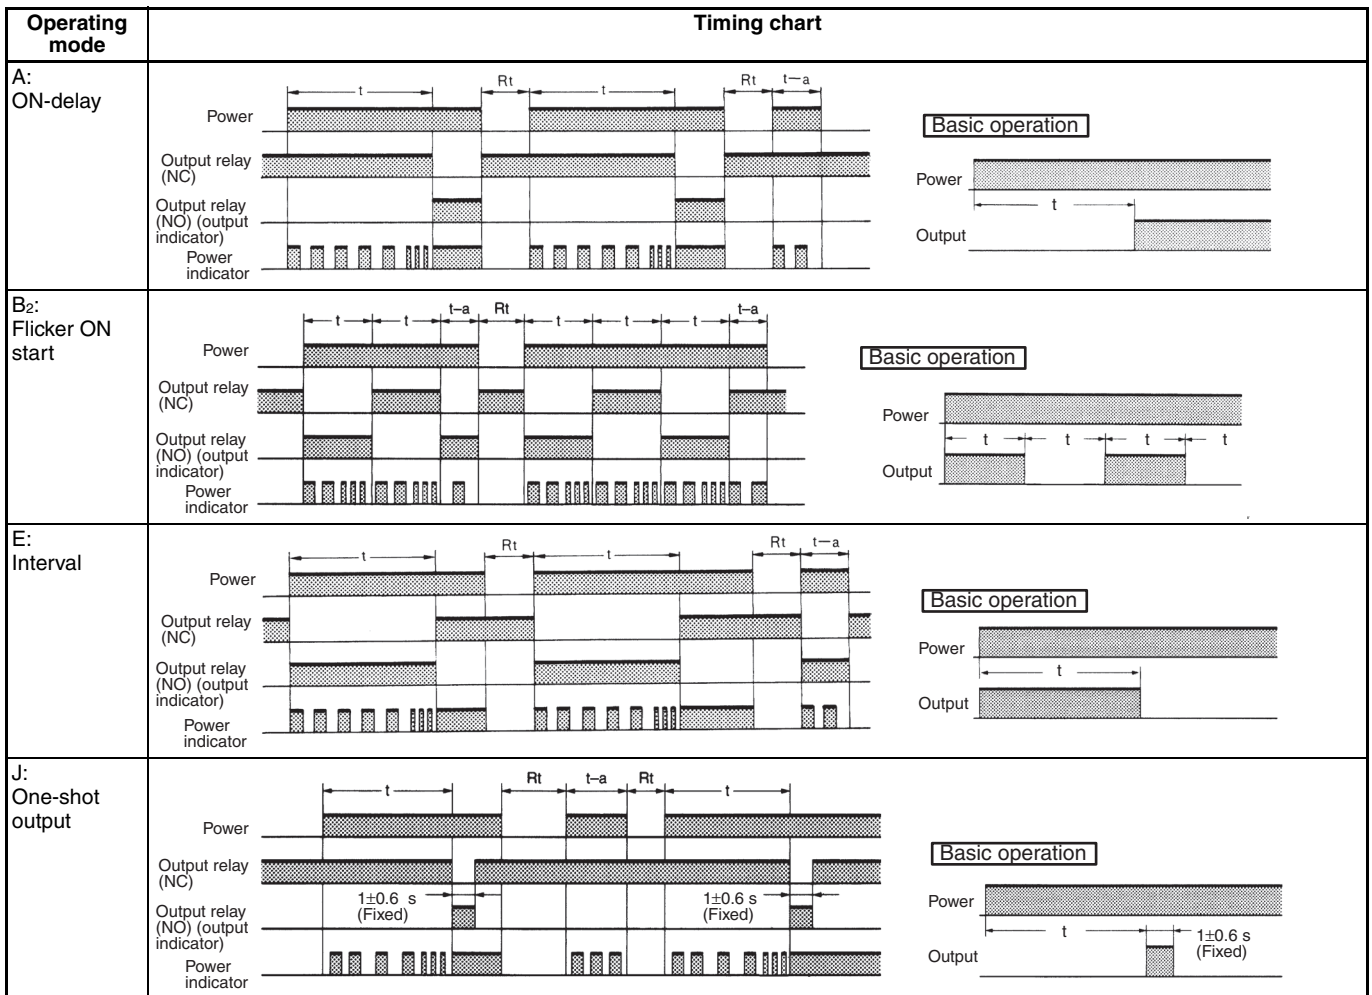 Operating
mode
Timing chart
A:
ON-delay
t
Rt
t
Rt
t—a
Power
Output relay
(NC)
Output relay
(NO) (output
indicator)
Power
indicator
Basic operation
Power
t
Output
B2:
Flicker ON
start
t
t
t–a
Rt
t
t
t
t–a
Power
Output relay
(NC)
Output relay
(NO) (output
indicator)
Power
indicator
Basic operation
Power
t
t
t
t
Output
E:
Interval
t
Rt
t
Rt
t—a
Power
Output relay
(NC)
Output relay
(NO) (output
indicator)
Power
indicator
Basic operation
Power
t
Output
J:
One-shot
output
t
Rt
t–a
Rt
t
Power
Output relay
(NC)
1±0.6 s
(Fixed)
1±0.6 s
(Fixed)
Output relay
(NO) (output
indicator)
Power
indicator
Basic operation
Power
t
1±0.6 s
(Fixed)
Output